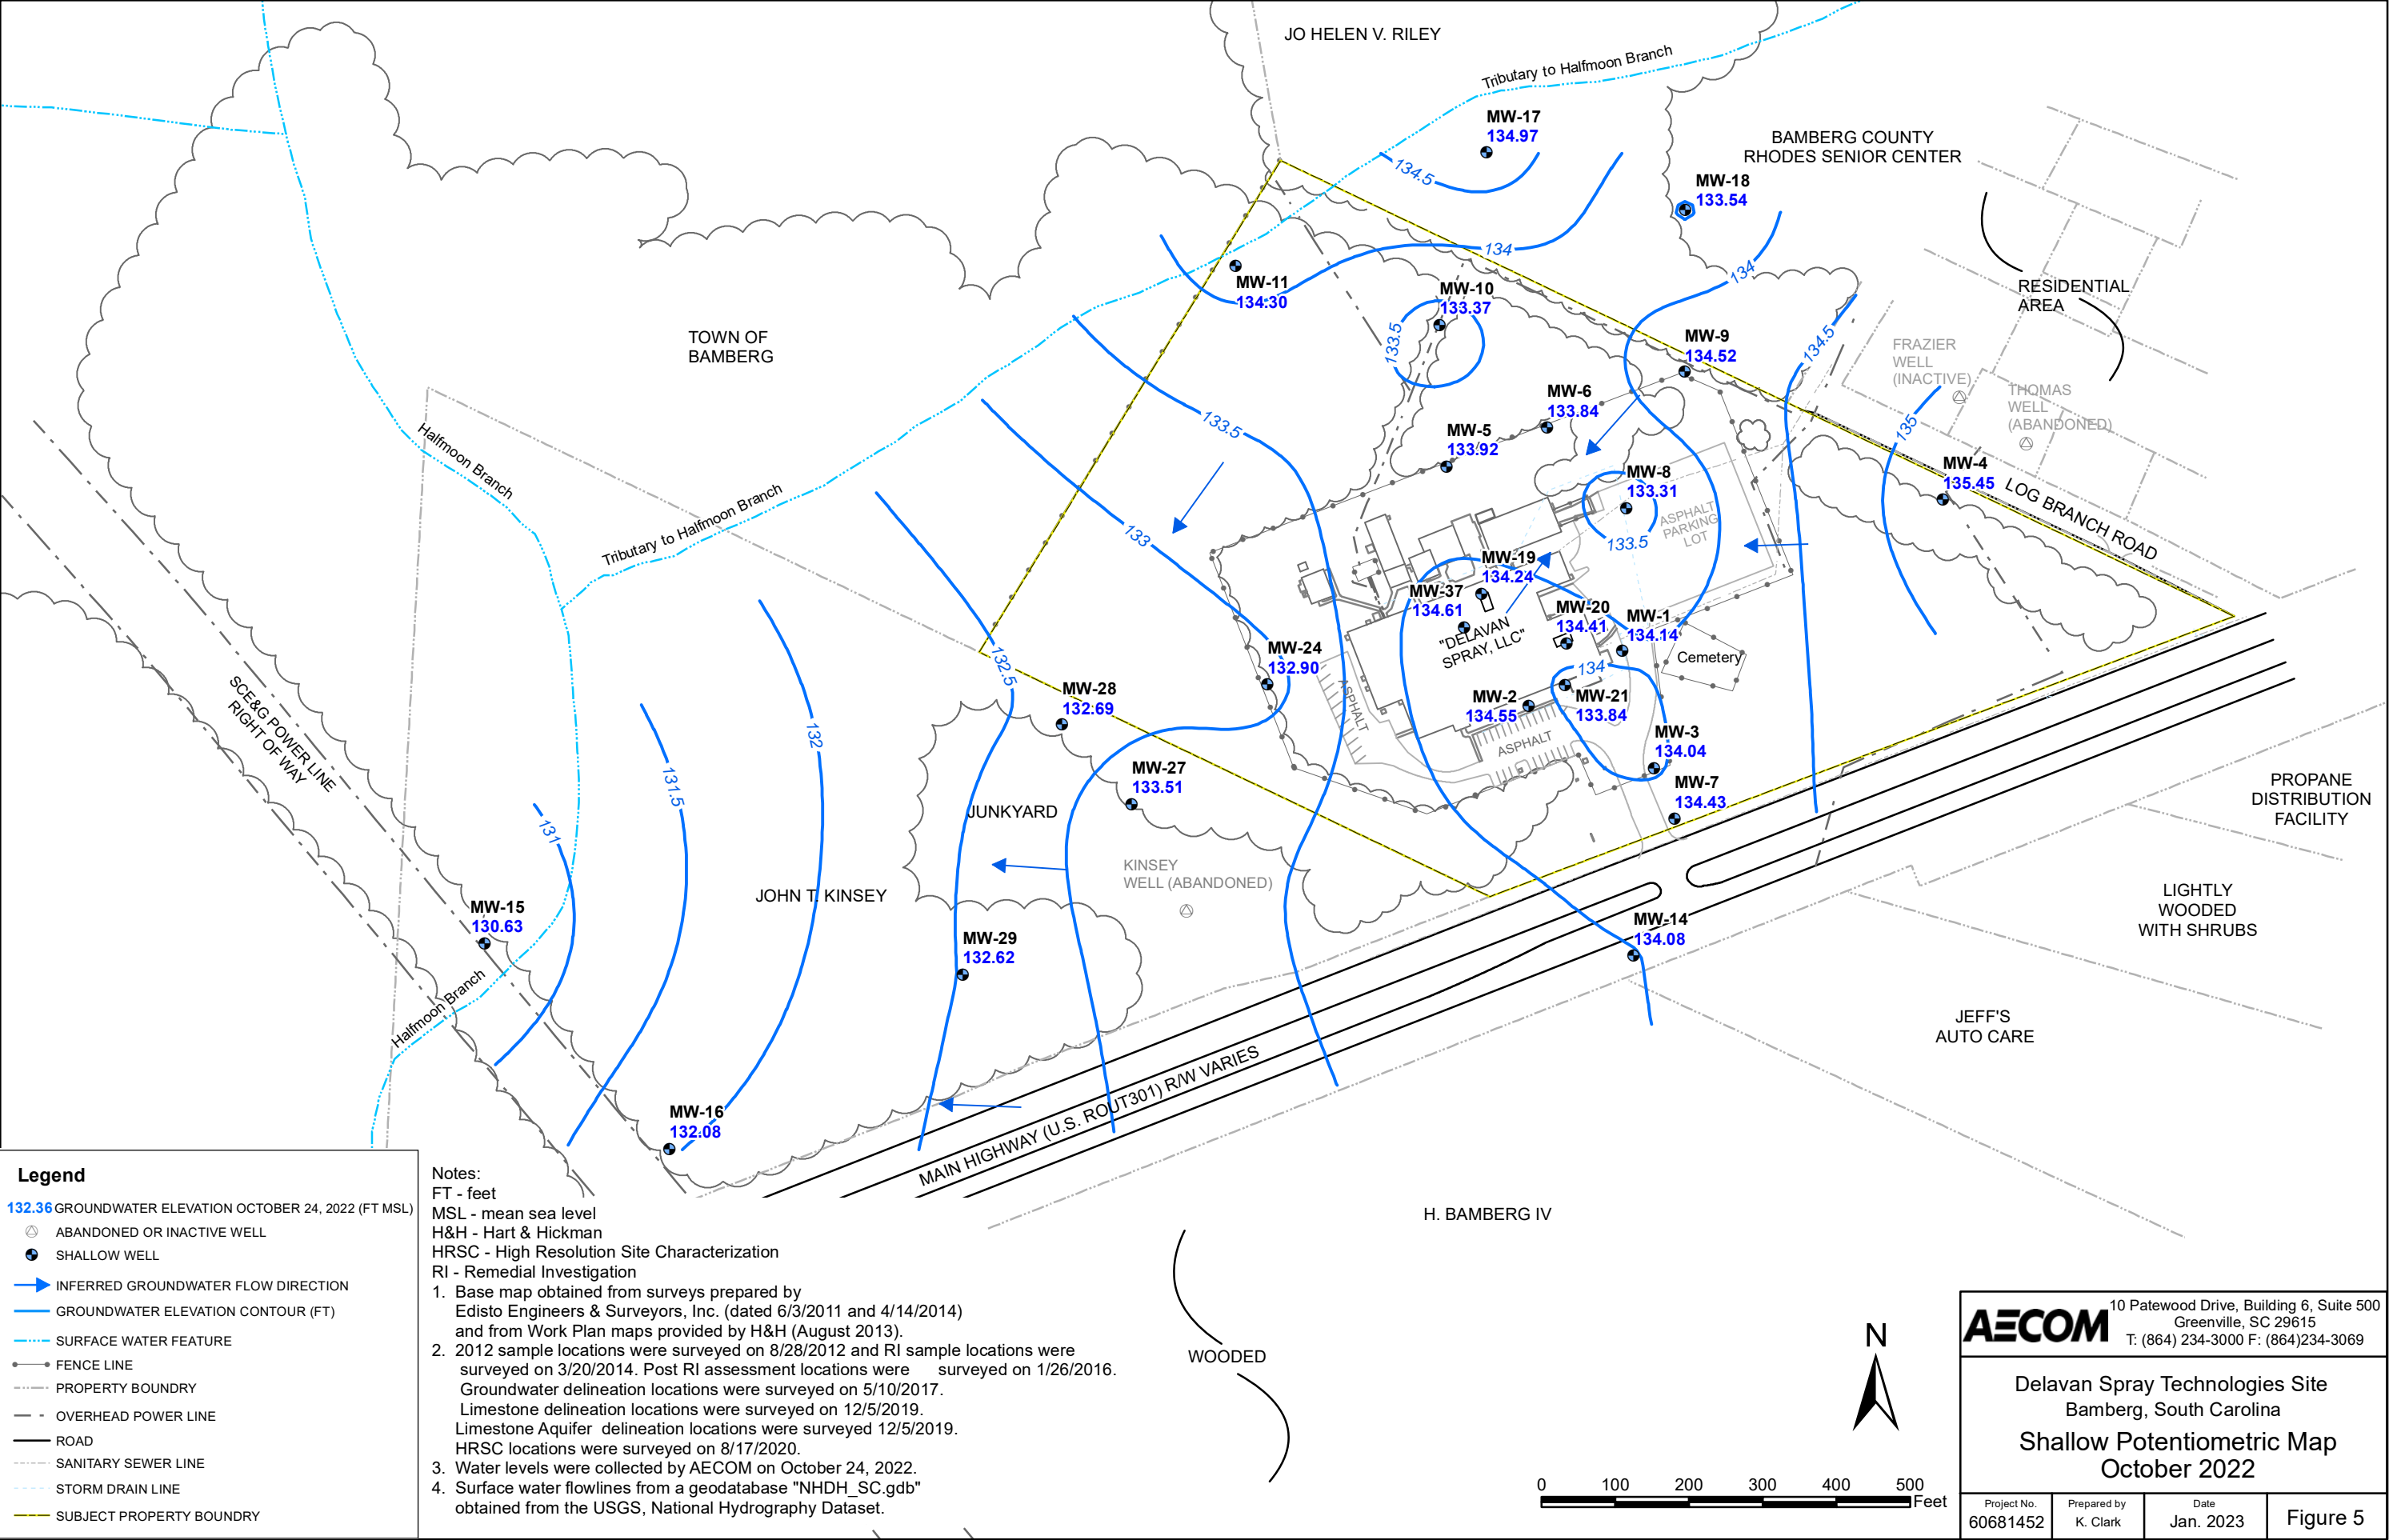 JO HELEN V. RILEY
Tributary to Halfmoon Branch
MW-17
134.97
134.5
BAMBERG COUNTY
RHODES SENIOR CENTER
MW-18
133.54
134
134
MW-11
134.30
MW-10
133.37
133.5
RESIDENTIAL
AREA
TOWN OF
BAMBERG
MW-9
134.52
134.5
FRAZIER
WELL
(INACTIVE)
THOMAS
WELL
(ABANDONED)
MW-6
133.84
133.5
MW-5
133.92
135
Halfmoon Branch
MW-4
135.45
LOG BRANCH ROAD
MW-8
133.31
ASPHALT
PARKING
LOT
133.5
Tributary to Halfmoon Branch
133
MW-19
134.24
MW-37
134.61
MW-20
134.41
MW-1
134.14
"DELAVAN
SPRAY, LLC"
Cemetery
132.5
MW-24
132.90
134
SCE&G POWER LINE
RIGHT OF WAY
MW-28
132.69
ASPHALT
MW-2
134.55
MW-21
133.84
ASPHALT
132
MW-3
134.04
131.5
MW-27
133.51
MW-7
134.43
PROPANE
DISTRIBUTION
FACILITY
131
JUNKYARD
KINSEY
WELL (ABANDONED)
JOHN T. KINSEY
LIGHTLY
WOODED
WITH SHRUBS
MW-15
130.63
MW-14
134.08
MW-29
132.62
Halfmoon Branch
JEFF'S
AUTO CARE
MAIN HIGHWAY (U.S. ROUT301) R/W VARIES
MW-16
132.08
H. BAMBERG IV
WOODED
Legend
132.36 GROUNDWATER ELEVATION OCTOBER 24, 2022 (FT MSL)
ABANDONED OR INACTIVE WELL
SHALLOW WELL
INFERRED GROUNDWATER FLOW DIRECTION
GROUNDWATER ELEVATION CONTOUR (FT)
SURFACE WATER FEATURE
FENCE LINE
PROPERTY BOUNDRY
OVERHEAD POWER LINE
ROAD
SANITARY SEWER LINE
STORM DRAIN LINE
SUBJECT PROPERTY BOUNDRY
Notes:
FT - feet
MSL - mean sea level
H&H - Hart & Hickman
HRSC - High Resolution Site Characterization
RI - Remedial Investigation
1. Base map obtained from surveys prepared by
Edisto Engineers & Surveyors, Inc. (dated 6/3/2011 and 4/14/2014)
and from Work Plan maps provided by H&H (August 2013).
2. 2012 sample locations were surveyed on 8/28/2012 and RI sample locations were
surveyed on 3/20/2014. Post RI assessment locations were surveyed on 1/26/2016.
Groundwater delineation locations were surveyed on 5/10/2017.
Limestone delineation locations were surveyed on 12/5/2019.
Limestone Aquifer delineation locations were surveyed 12/5/2019.
HRSC locations were surveyed on 8/17/2020.
3. Water levels were collected by AECOM on October 24, 2022.
4. Surface water flowlines from a geodatabase "NHDH_SC.gdb"
obtained from the USGS, National Hydrography Dataset.
N
0 100 200 300 400 500
Feet
AECOM
10 Patewood Drive, Building 6, Suite 500
Greenville, SC 29615
T: (864) 234-3000 F: (864)234-3069
Delavan Spray Technologies Site
Bamberg, South Carolina
Shallow Potentiometric Map
October 2022
Project No.
60681452
Prepared by
K. Clark
Date
Jan. 2023
Figure 5